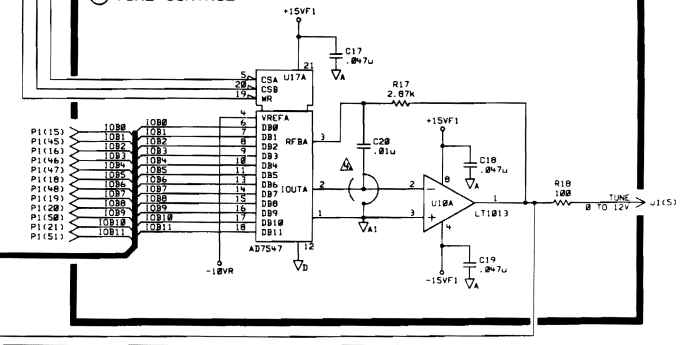 +15VF1
C17
.047u
A
21
5 CSA U17A
20 CSB
19 WR
4 VREFA
P1(15) IOB0 IOB0 6 DB0
P1(45) IOB1 IOB1 7 DB1
P1(16) IOB2 IOB2 8 DB2
P1(46) IOB3 IOB3 9 DB3
P1(47) IOB4 IOB4 10 DB4
P1(18) IOB5 IOB5 11 DB5
P1(48) IOB6 IOB6 13 DB6
P1(19) IOB7 IOB7 14 DB7
P1(20) IOB8 IOB8 15 DB8
P1(50) IOB9 IOB9 16 DB9
P1(21) IOB10 IOB10 17 DB10
P1(51) IOB11 IOB11 18 DB11
RFBA 3
IOUTA 2
1
AD7547
12
D
-10VR
R17
2.87k
C20
.01u
A1
+15VF1
C18
.047u
A
8
2 -
3 +
U10A
LT1013
1
4
-15VF1
C19
.047u
A
R18
100
TUNE
0 TO 12V
J1(5)